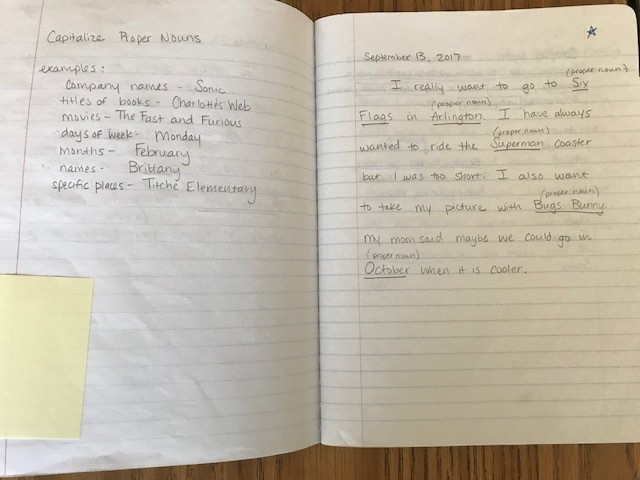 Capitalize Proper Nouns
examples:
Company names - Sonic
titles of books - Charlotte's Web
movies - The Fast and Furious
days of week - Monday
months - February
names - Brittany
specific places - Titche Elementary
September 13, 2017
(proper noun)
I really want to go to Six
(proper noun)
Flags in Arlington. I have always
(proper noun)
wanted to ride the Superman coaster
but I was too short. I also want
(proper noun)
to take my picture with Bugs Bunny.
My mom said maybe we could go in
(proper noun)
October when it is cooler.